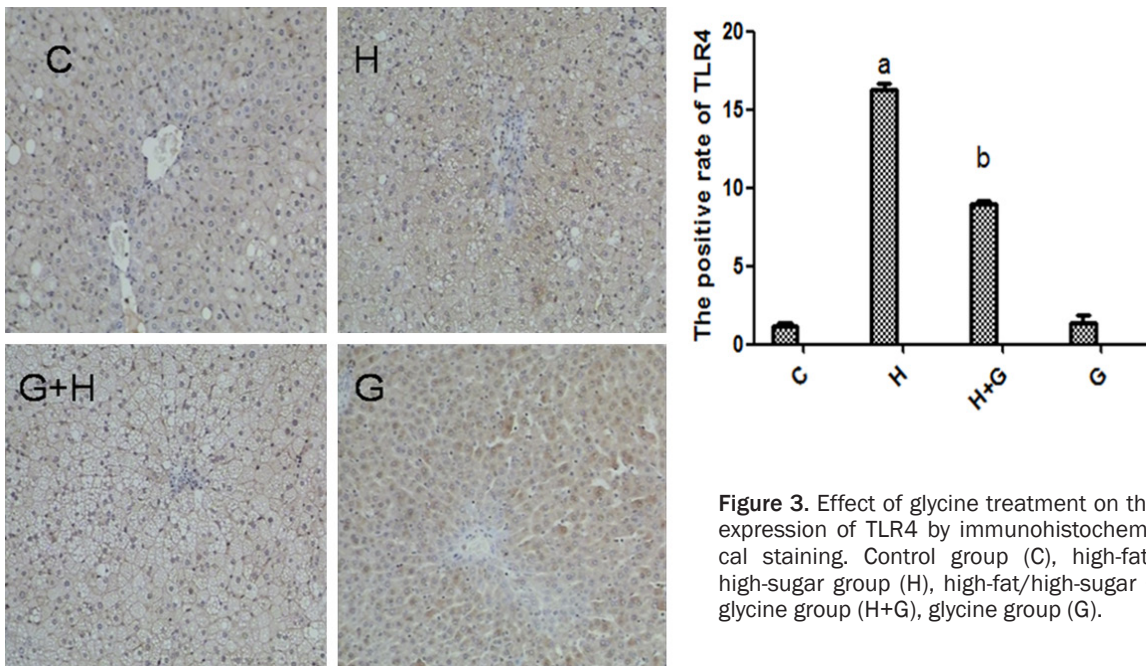 C
H
G+H
G
The positive rate of TLR4
20
15
10
5
0
a
b
C
H
H+G
G
Figure 3. Effect of glycine treatment on th
expression of TLR4 by immunohistochem
cal staining. Control group (C), high-fat
high-sugar group (H), high-fat/high-sugar
glycine group (H+G), glycine group (G).